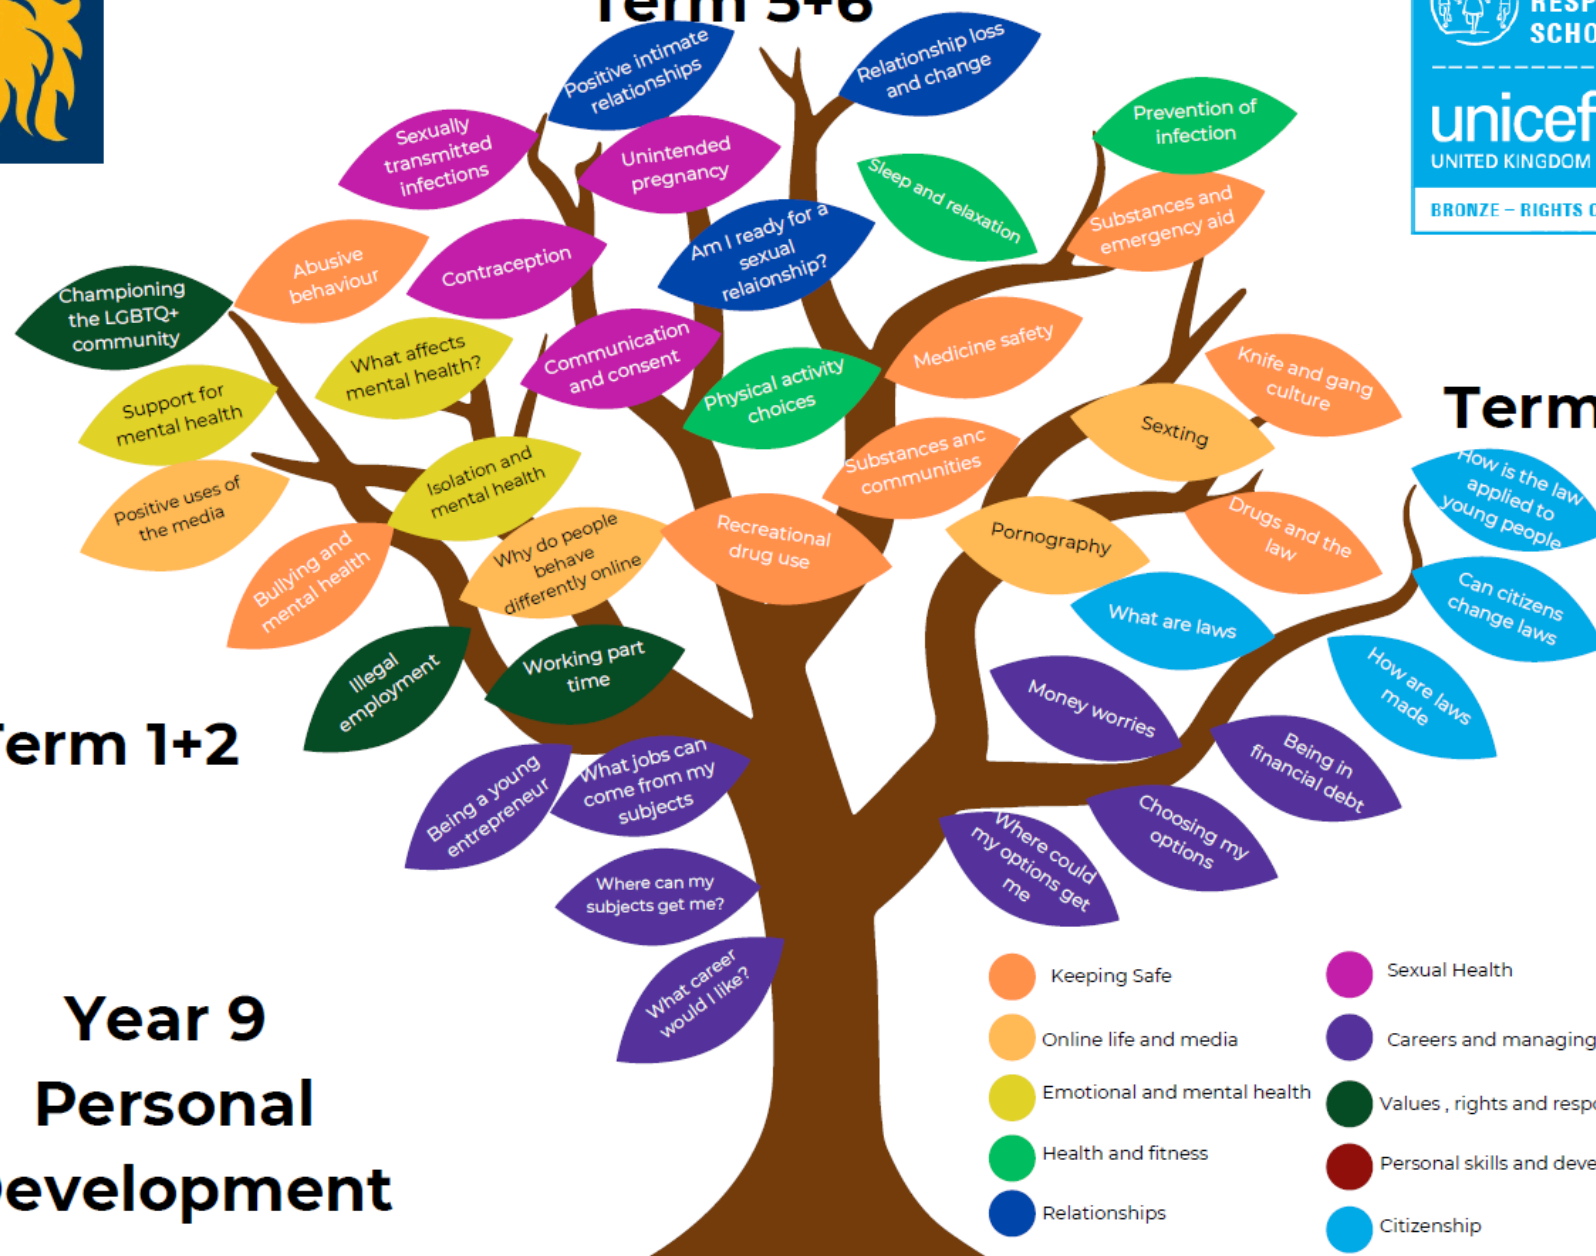 Term 5+6
RESP
SCHO
unicef
UNITED KINGDOM
BRONZE – RIGHTS C
Positive intimate
relationships
Relationship loss
and change
Sexually
transmitted
infections
Unintended
pregnancy
Prevention of
infection
Sleep and relaxation
Substances and
emergency aid
Abusive
behaviour
Contraception
Am I ready for a
sexual
relaionship?
Championing
the LGBTQ+
community
What affects
mental health?
Communication
and consent
Physical activity
choices
Medicine safety
Knife and gang
culture
Term
Support for
mental health
Isolation and
mental health
Substances anc
communities
Sexting
How is the law
applied to
young people
Positive uses of
the media
Bullying and
mental health
Why do people
behave
differently online
Recreational
drug use
Pornography
Drugs and the
law
Can citizens
change laws
What are laws
How are laws
made
Illegal
employment
Working part
time
Money worries
Being in
financial debt
Term 1+2
Being a young
entrepreneur
What jobs can
come from my
subjects
Choosing my
options
Where could
my options get
me
Where can my
subjects get me?
What career
would I like?
Year 9
Personal
Development
Keeping Safe
Online life and media
Emotional and mental health
Health and fitness
Relationships
Sexual Health
Careers and managing
Values , rights and respo
Personal skills and deve
Citizenship